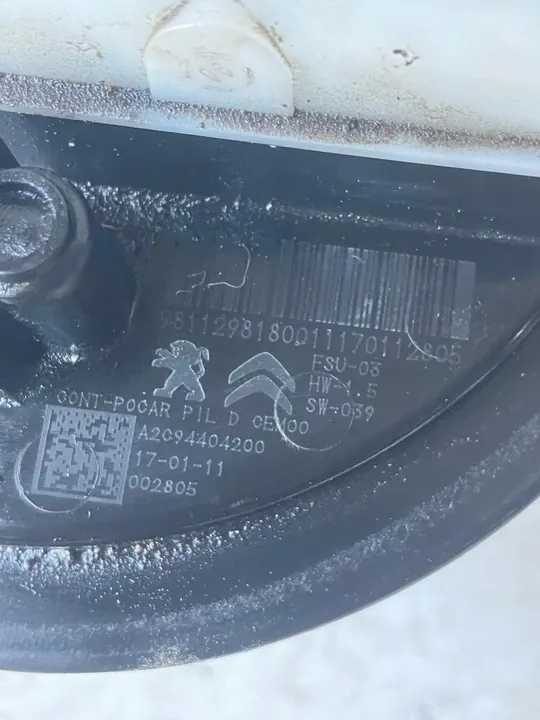 9811298180011170112805
FSU-03
HW-1.5
SW-039
CONT-POCAR PIL D CEM00
A2C94404200
17-01-11
002805